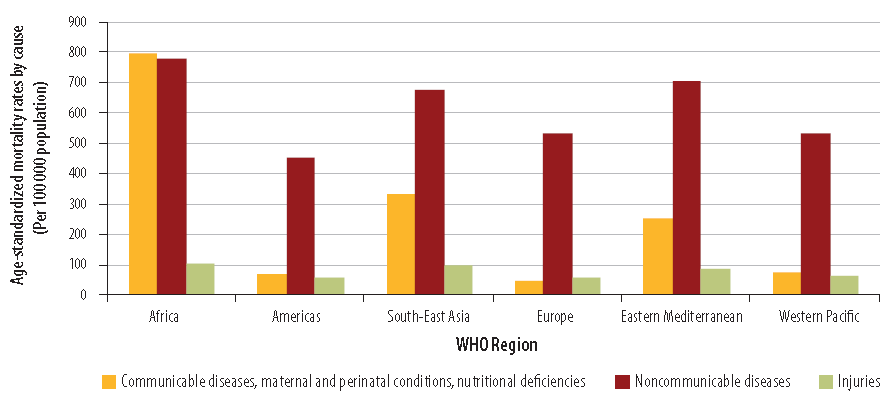 Age-standardized mortality rates by cause
(Per 100 000 population)
900
800
700
600
500
400
300
200
100
0
Africa
Americas
South-East Asia
Europe
Eastern Mediterranean
Western Pacific
WHO Region
Communicable diseases, maternal and perinatal conditions, nutritional deficiencies
Noncommunicable diseases
Injuries